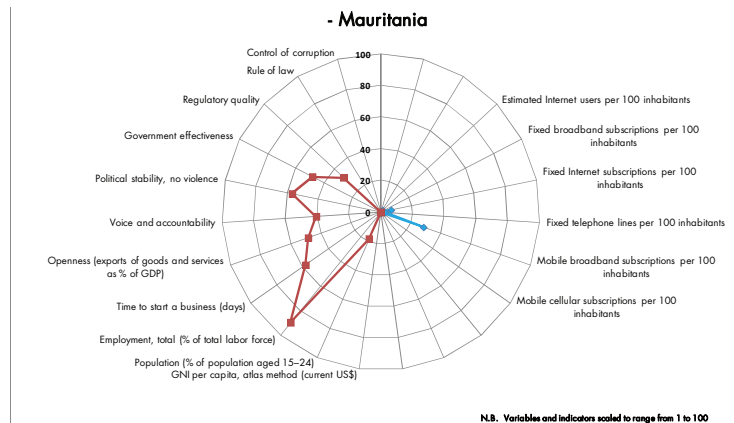 - Mauritania
Control of corruption
100
Rule of law
80
Estimated Internet users per 100 inhabitants
Regulatory quality
60
Fixed broadband subscriptions per 100
inhabitants
Government effectiveness
40
Fixed Internet subscriptions per 100
inhabitants
Political stability, no violence
20
Voice and accountability
0
Fixed telephone lines per 100 inhabitants
Openness (exports of goods and services
as % of GDP)
Mobile broadband subscriptions per 100
inhabitants
Time to start a business (days)
Mobile cellular subscriptions per 100
inhabitants
Employment, total (% of total labor force)
Population (% of population aged 15–24)
GNI per capita, atlas method (current US$)
N.B. Variables and indicators scaled to range from 1 to 100